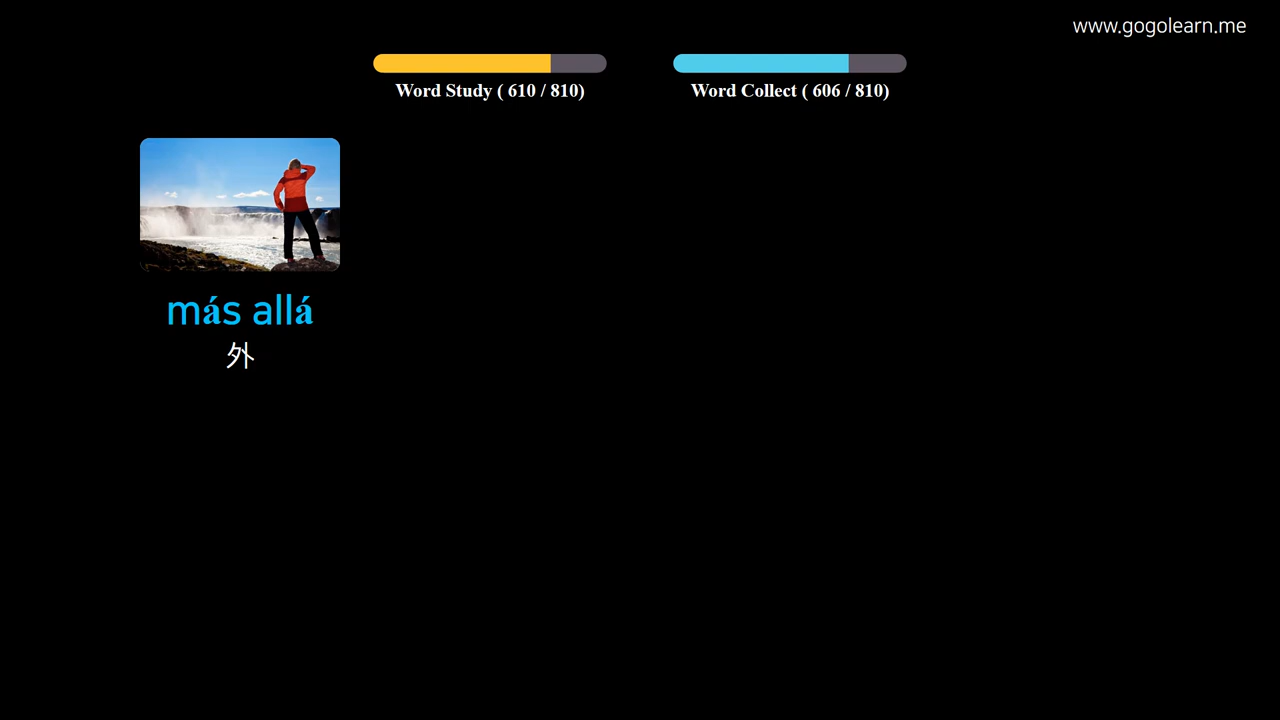 www.gogolearn.me
Word Study ( 610 / 810)
Word Collect ( 606 / 810)
más allá
外